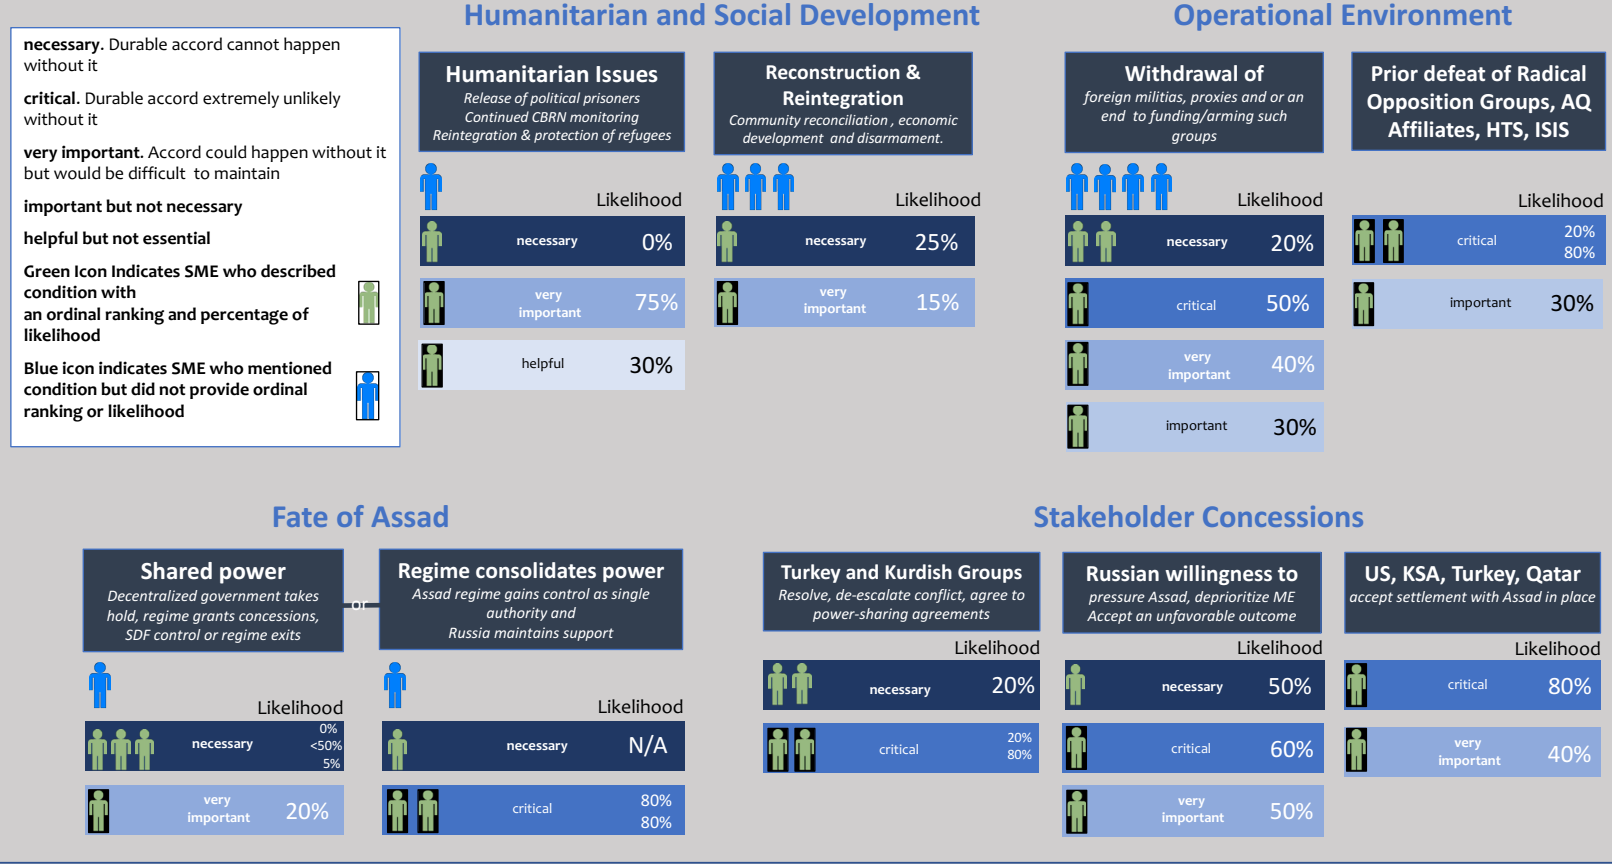 Humanitarian and Social Development
Operational Environment
necessary. Durable accord cannot happen
without it
critical. Durable accord extremely unlikely
without it
very important. Accord could happen without it
but would be difficult to maintain
important but not necessary
helpful but not essential
Green Icon Indicates SME who described
condition with
an ordinal ranking and percentage of
likelihood
Blue icon indicates SME who mentioned
condition but did not provide ordinal
ranking or likelihood
Humanitarian Issues
Release of political prisoners
Continued CBRN monitoring
Reintegration & protection of refugees
Likelihood
necessary 0%
very
important 75%
helpful 30%
Reconstruction &
Reintegration
Community reconciliation , economic
development and disarmament.
Likelihood
necessary 25%
very
important 15%
Withdrawal of
foreign militias, proxies and or an
end to funding/arming such
groups
Likelihood
necessary 20%
critical 50%
very
important 40%
important 30%
Prior defeat of Radical
Opposition Groups, AQ
Affiliates, HTS, ISIS
Likelihood
critical 20%
80%
important 30%
Fate of Assad
Stakeholder Concessions
Shared power
Decentralized government takes
hold, regime grants concessions,
SDF control or regime exits
Likelihood
0%
necessary <50%
5%
very
important 20%
or
Regime consolidates power
Assad regime gains control as single
authority and
Russia maintains support
Likelihood
necessary N/A
critical 80%
80%
Turkey and Kurdish Groups
Resolve, de-escalate conflict, agree to
power-sharing agreements
Likelihood
necessary 20%
critical 20%
80%
Russian willingness to
pressure Assad, deprioritize ME
Accept an unfavorable outcome
Likelihood
necessary 50%
critical 60%
very
important 50%
US, KSA, Turkey, Qatar
accept settlement with Assad in place
Likelihood
critical 80%
very
important 40%